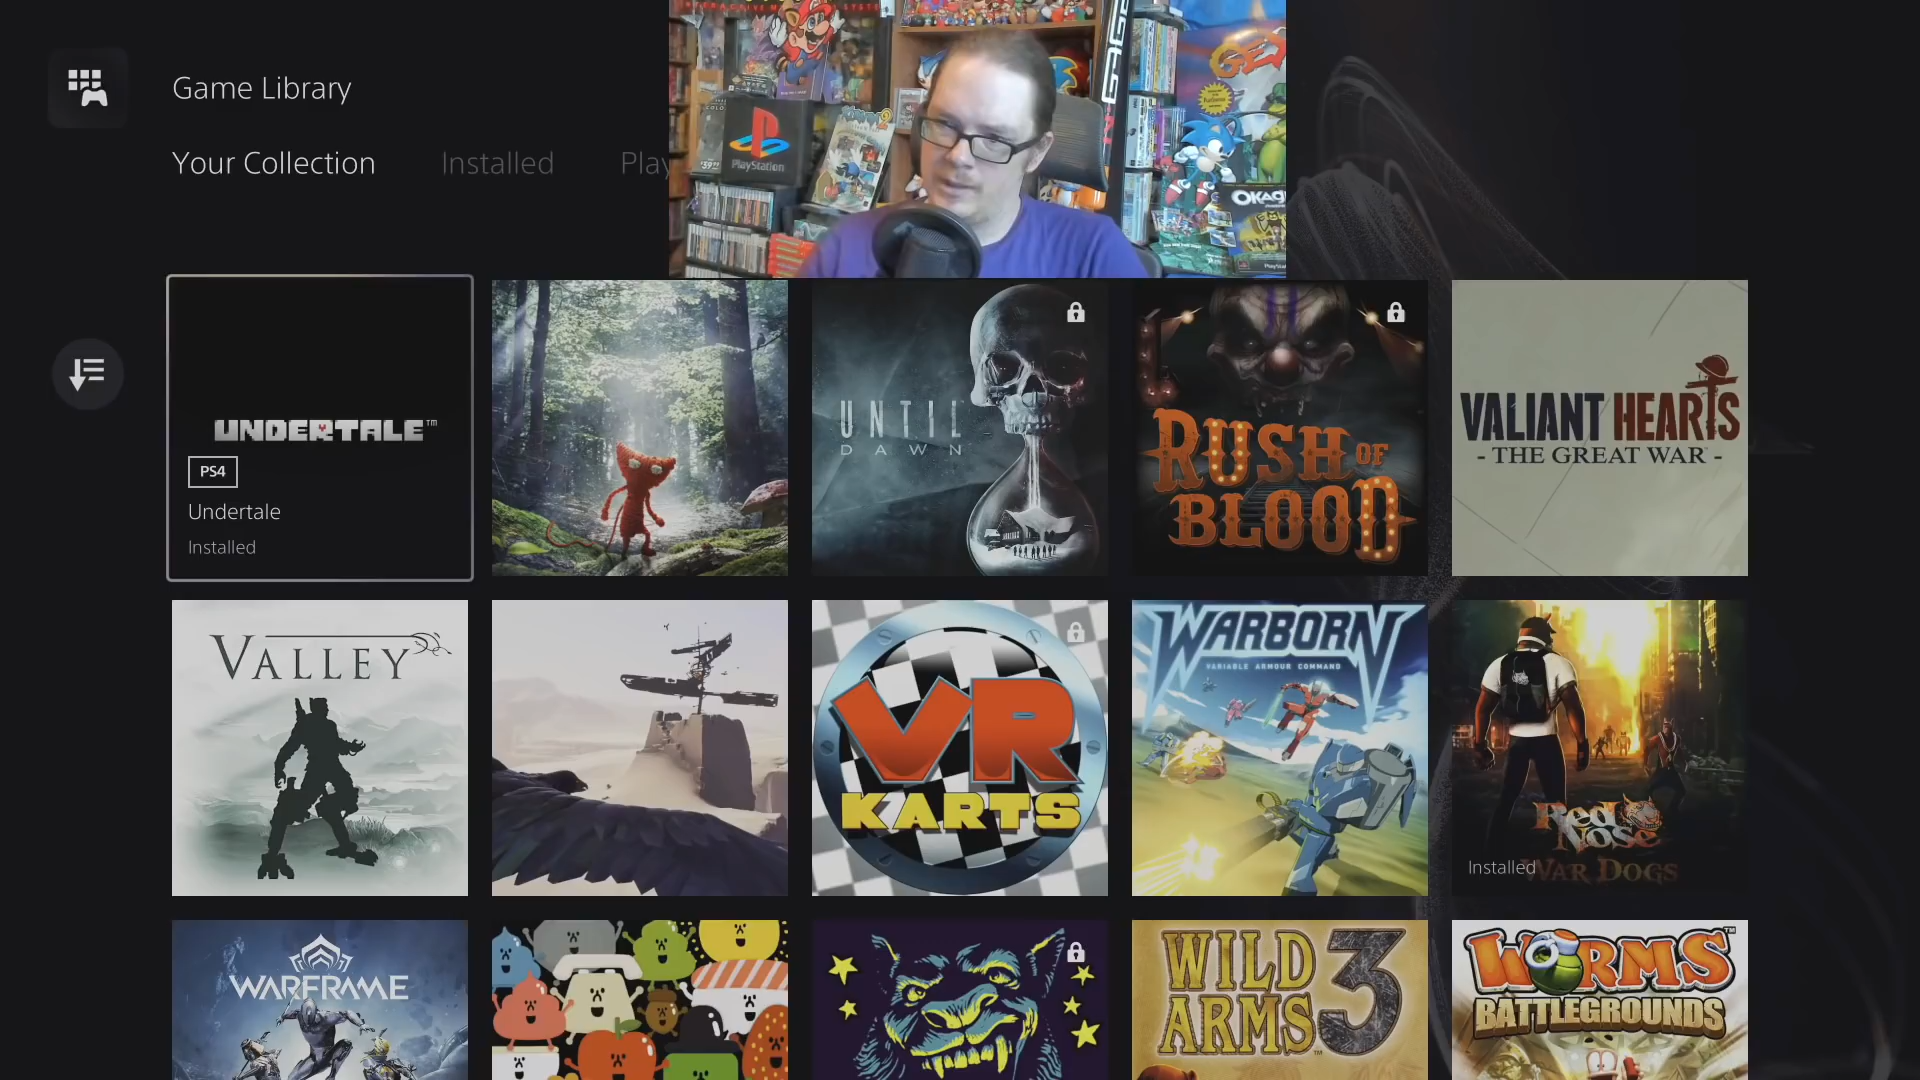 Game Library
Your Collection
Installed
Play
PlayStation
UNDERTALE™
PS4
Undertale
Installed
UNTIL
DAWN
RUSH OF
BLOOD
VALIANT HEARTS
- THE GREAT WAR -
VALLEY
VR
KARTS
WARBORN
VARIABLE ARMOUR COMMAND
Red
Nose
Installed
WAR DOGS
WARFRAME
WILD
ARMS 3
WORMS
BATTLEGROUNDS